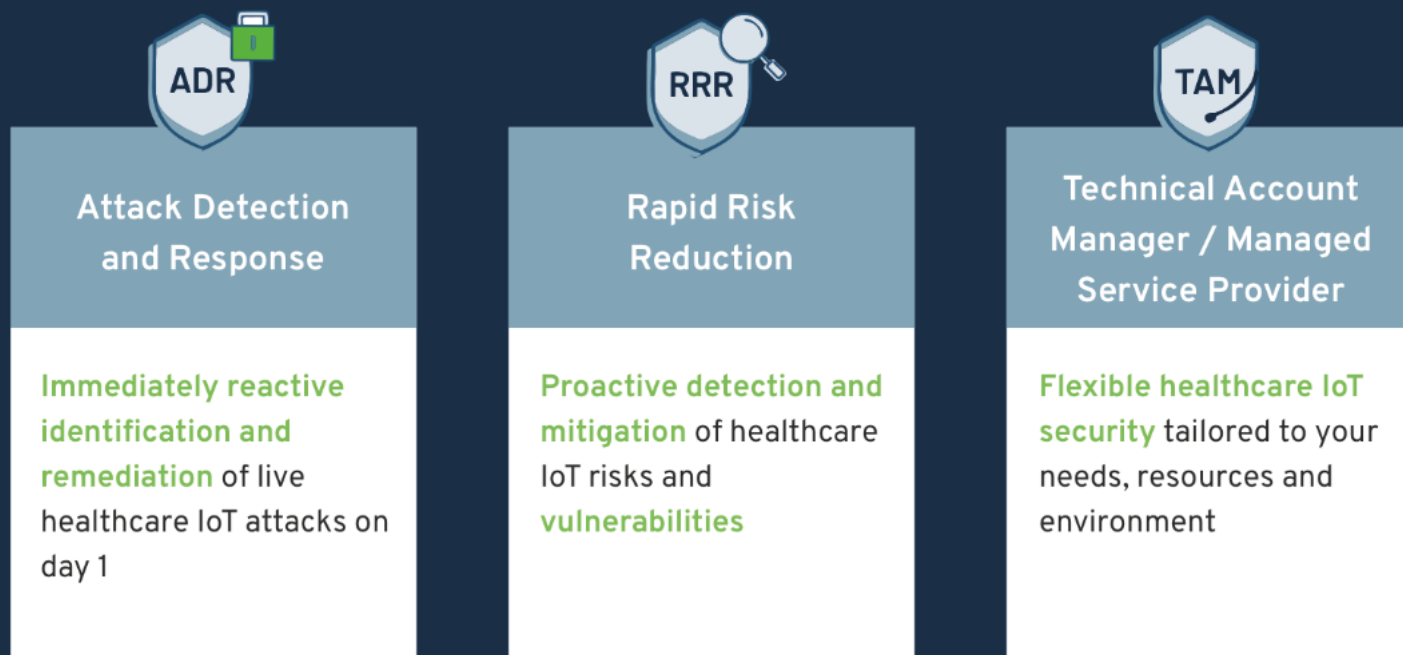 ADR
Attack Detection
and Response
Immediately reactive
identification and
remediation of live
healthcare IoT attacks on
day 1
RRR
Rapid Risk
Reduction
Proactive detection and
mitigation of healthcare
IoT risks and
vulnerabilities
TAM
Technical Account
Manager / Managed
Service Provider
Flexible healthcare IoT
security tailored to your
needs, resources and
environment